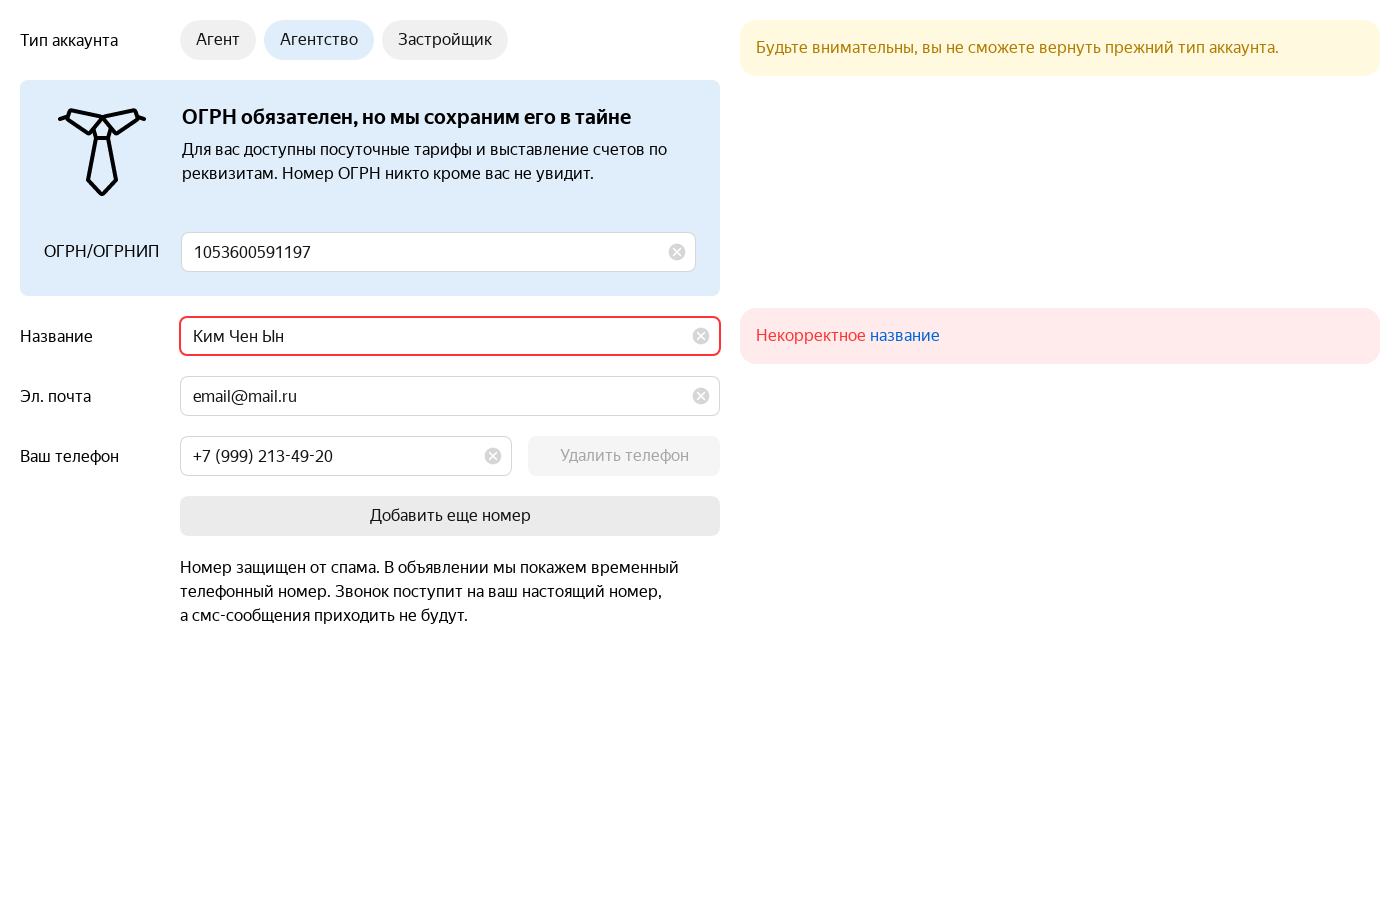 Тип аккаунта
Агент
Агентство
Застройщик
Будьте внимательны, вы не сможете вернуть прежний тип аккаунта.
ОГРН обязателен, но мы сохраним его в тайне
Для вас доступны посуточные тарифы и выставление счетов по
реквизитам. Номер ОГРН никто кроме вас не увидит.
ОГРН/ОГРНИП
1053600591197
Название
Ким Чен Ын
Некорректное название
Эл. почта
email@mail.ru
Ваш телефон
+7 (999) 213-49-20
Удалить телефон
Добавить еще номер
Номер защищен от спама. В объявлении мы покажем временный
телефонный номер. Звонок поступит на ваш настоящий номер,
а смс-сообщения приходить не будут.